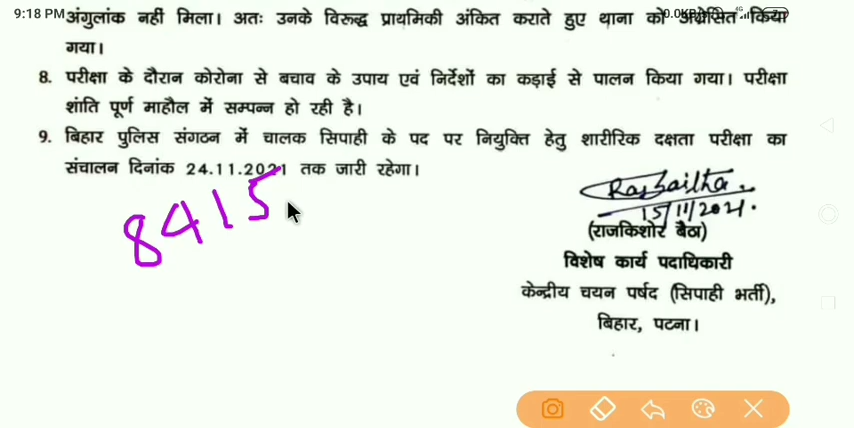 9:18 PM अंगुलांक नहीं मिला। अतः उनके विरूद्ध प्राथमिकी अंकित कराते हुए थाना को किया
गया।
8. परीक्षा के दौरान कोरोना से बचाव के उपाय एवं निर्देशों का कड़ाई से पालन किया गया। परीक्षा
शांति पूर्ण माहौल में सम्पन्न हो रही है।
9. बिहार पुलिस संगठन में चालक सिपाही के पद पर नियुक्ति हेतु शारीरिक दक्षता परीक्षा का
संचालन दिनांक 24.11.2021 तक जारी रहेगा।
8415
15/11/2021.
(राजकिशोर बैठा)
विशेष कार्य पदाधिकारी
केन्द्रीय चयन पर्षद (सिपाही भर्ती),
बिहार, पटना।